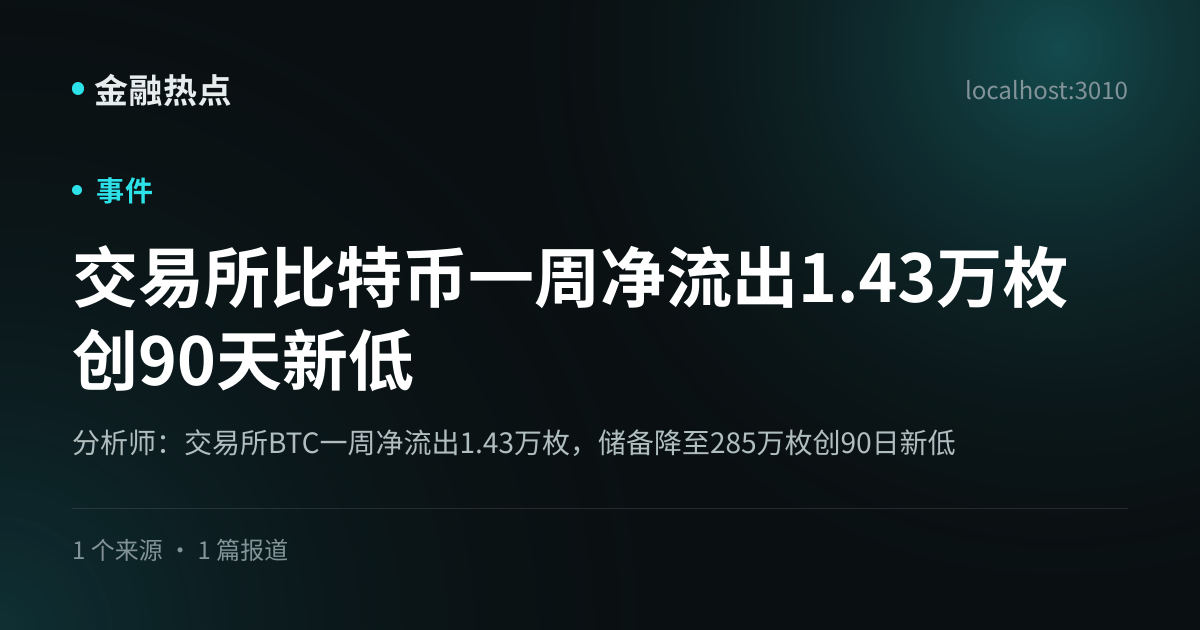 金融热点
localhost:3010
事件
交易所比特币一周净流出1.43万枚
创90天新低
分析师：交易所BTC一周净流出1.43万枚，储备降至285万枚创90日新低
1 个来源 · 1 篇报道